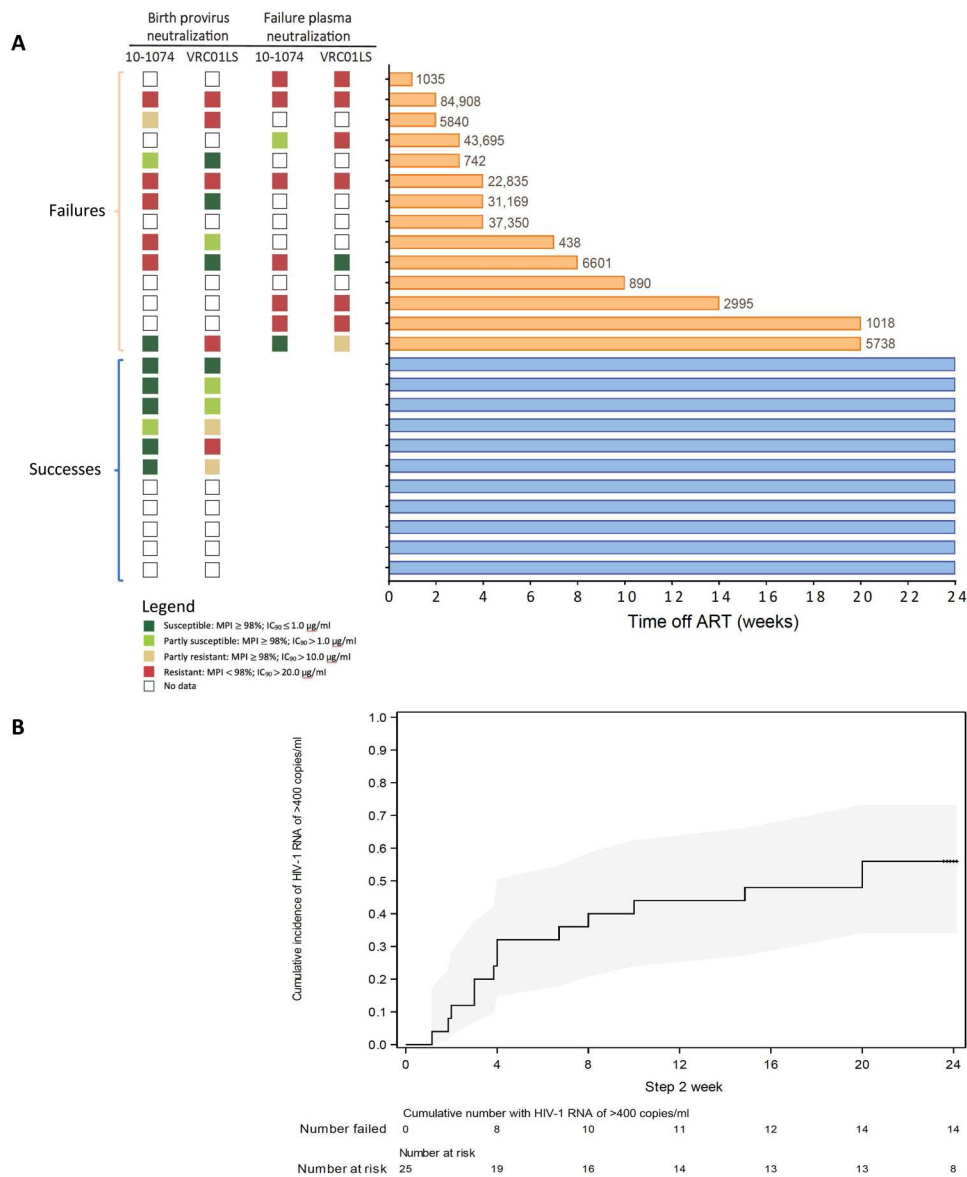 A
Birth provirus
neutralization
Failure plasma
neutralization
10-1074 VRC01LS 10-1074 VRC01LS
1035
84,908
5840
43,695
742
22,835
31,169
37,350
438
6601
890
2995
1018
5738
Failures
Successes
0 2 4 6 8 10 12 14 16 18 20 22 24
Time off ART (weeks)
Legend
Susceptible: MPI ≥ 98%; IC₉₀ ≤ 1.0 µg/ml
Partly susceptible: MPI ≥ 98%; IC₉₀ > 1.0 µg/ml
Partly resistant: MPI ≥ 98%; IC₉₀ > 10.0 µg/ml
Resistant: MPI < 98%; IC₉₀ > 20.0 µg/ml
No data
B
Cumulative incidence of HIV-1 RNA of >400 copies/ml
1.0
0.9
0.8
0.7
0.6
0.5
0.4
0.3
0.2
0.1
0.0
0 4 8 12 16 20 24
Step 2 week
Cumulative number with HIV-1 RNA of >400 copies/ml
Number failed 0 8 10 11 12 14 14
Number at risk
Number at risk 25 19 16 14 13 13 8